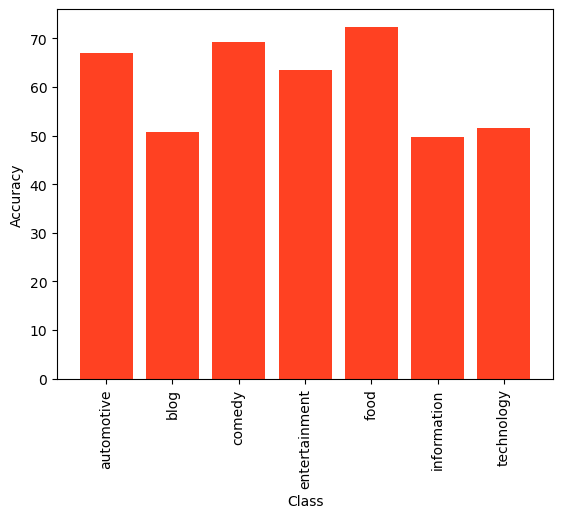 70
60
50
40
30
20
10
0
Accuracy
automotive
blog
comedy
entertainment
food
information
technology
Class